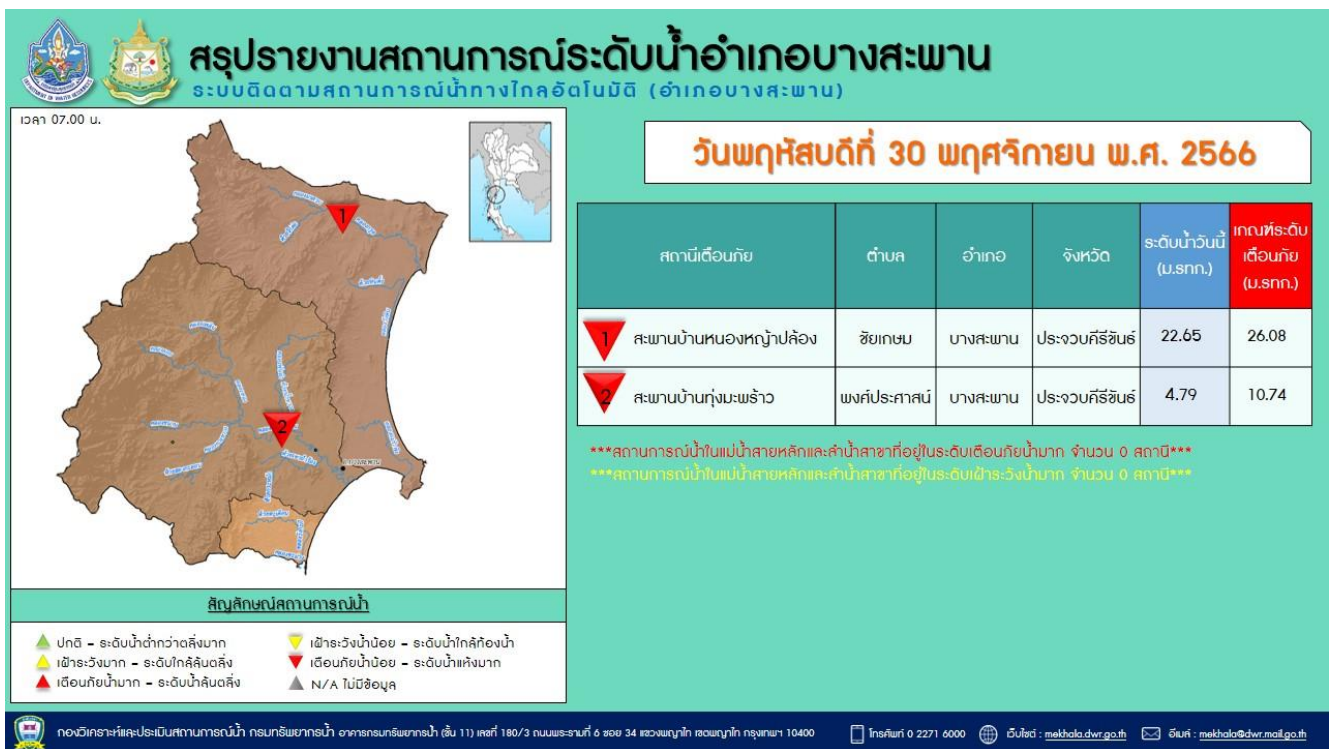 สรุปรายงานสถานการณ์ระดับน้ำอำเภอบางสะพาน
ระบบติดตามสถานการณ์น้ำทางไกลอัตโนมัติ (อำเภอบางสะพาน)
เวลา 07.00 น.
วันพฤหัสบดีที่ 30 พฤศจิกายน พ.ศ. 2566
สถานีเตือนภัย ตำบล อำเภอ จังหวัด ระดับน้ำวันนี้ (ม.รทก.) เกณฑ์ระดับเตือนภัย (ม.รทก.)
1 สะพานบ้านหนองหญ้าปล้อง ชัยเกษม บางสะพาน ประจวบคีรีขันธ์ 22.65 26.08
2 สะพานบ้านทุ่งมะพร้าว พงศ์ประศาสน์ บางสะพาน ประจวบคีรีขันธ์ 4.79 10.74
***สถานการณ์น้ำในแม่น้ำสายหลักและลำน้ำสาขาที่อยู่ในระดับเตือนภัยน้ำมาก จำนวน 0 สถานี***
***สถานการณ์น้ำในแม่น้ำสายหลักและลำน้ำสาขาที่อยู่ในระดับเฝ้าระวังน้ำมาก จำนวน 0 สถานี***
1
2
สัญลักษณ์สถานการณ์น้ำ
ปกติ - ระดับน้ำต่ำกว่าตลิ่งมาก
เฝ้าระวังมาก - ระดับใกล้ล้นตลิ่ง
เตือนภัยน้ำมาก - ระดับน้ำล้นตลิ่ง
เฝ้าระวังน้ำน้อย - ระดับน้ำใกล้ท้องน้ำ
เตือนภัยน้ำน้อย - ระดับน้ำแห้งมาก
N/A ไม่มีข้อมูล
กองวิเคราะห์และประเมินสถานการณ์น้ำ กรมทรัพยากรน้ำ อาคารกรมทรัพยากรน้ำ (ชั้น 11) เลขที่ 180/3 ถนนพระรามที่ 6 ซอย 34 แขวงพญาไท เขตพญาไท กรุงเทพฯ 10400 โทรศัพท์ 0 2271 6000 เว็บไซต์ : mekhala.dwr.go.th อีเมล์ : mekhala@dwr.mail.go.th